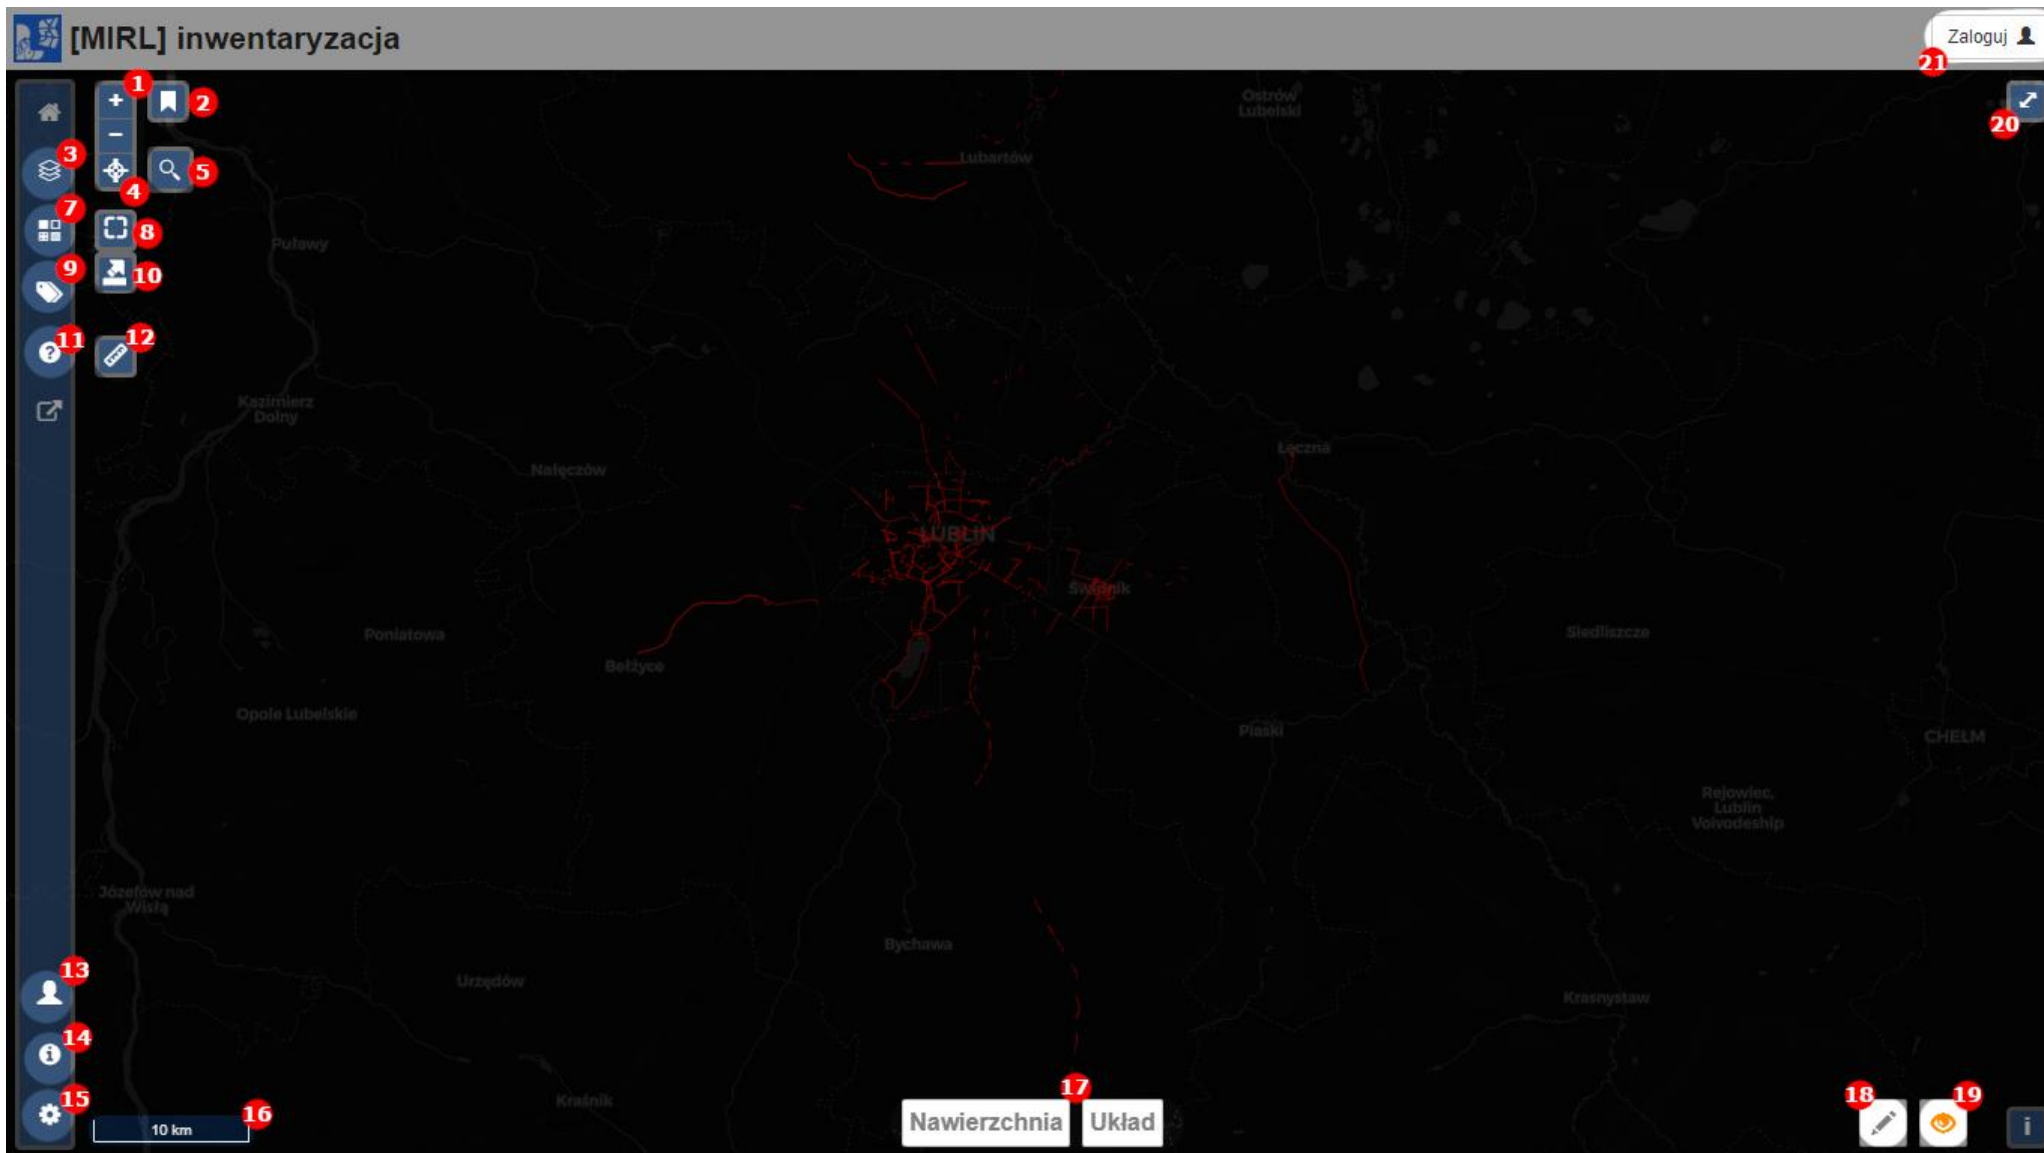 [MIRL] inwentaryzacja
Zaloguj
21
1
2
20
3
4
5
7
8
9
10
11
12
Ostrów
Lubelski
Lubartów
Puławy
Kazimierz
Dolny
Nałęczów
Łęczna
LUBLIN
Świdnik
Poniatowa
Bełżyce
Siedliszcze
Opole Lubelskie
Piaski
CHEŁM
Rejowiec,
Lublin
Voivodeship
Józefów nad
Wisłą
Bychawa
Urzędów
Krasnystaw
Kraśnik
13
14
15
16
10 km
17
Nawierzchnia
Układ
18
19
i